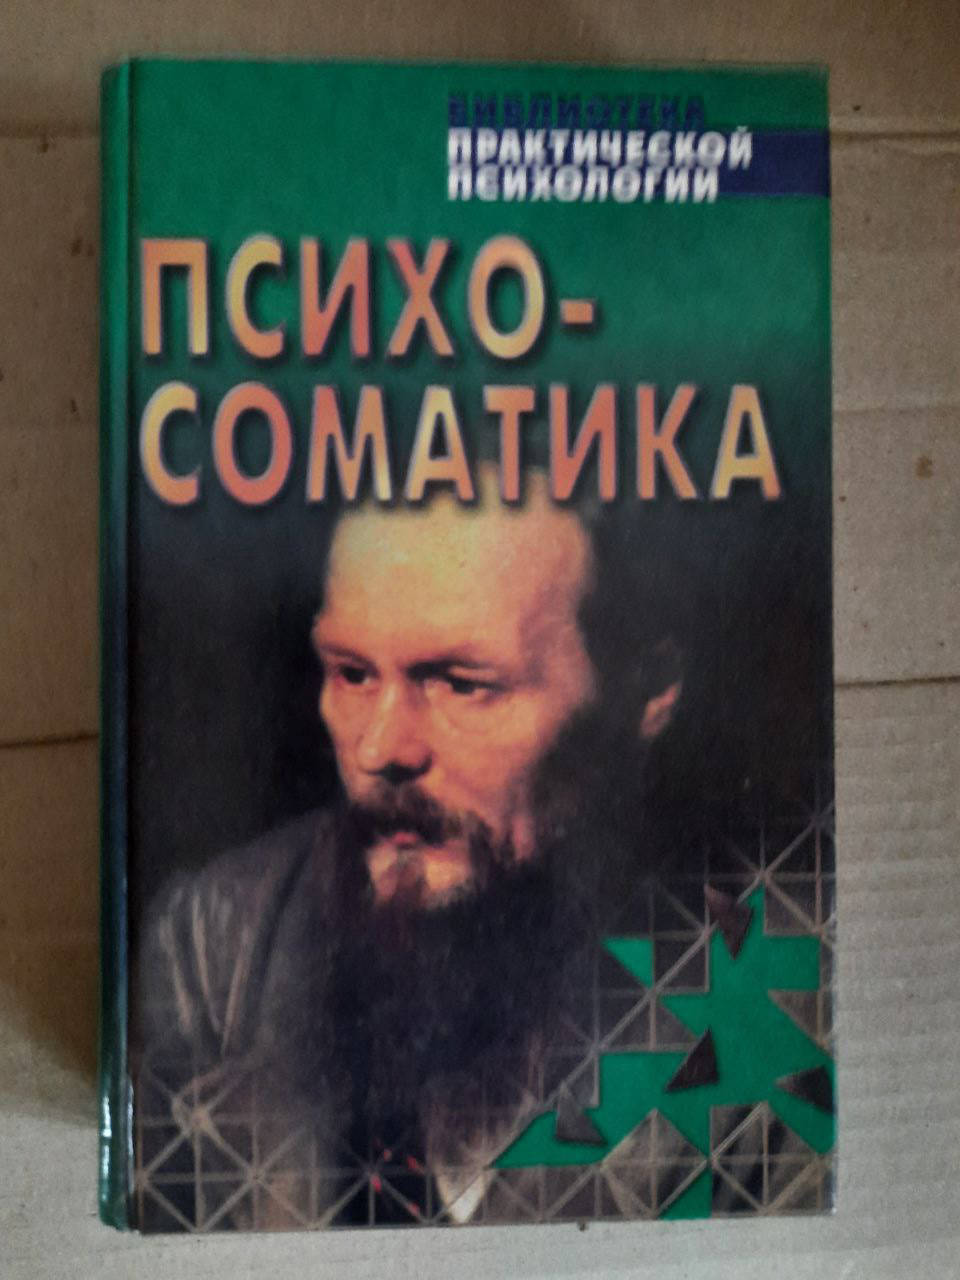 БИБЛИОТЕКА
ПРАКТИЧЕСКОЙ
ПСИХОЛОГИИ
ПСИХО-
СОМАТИКА